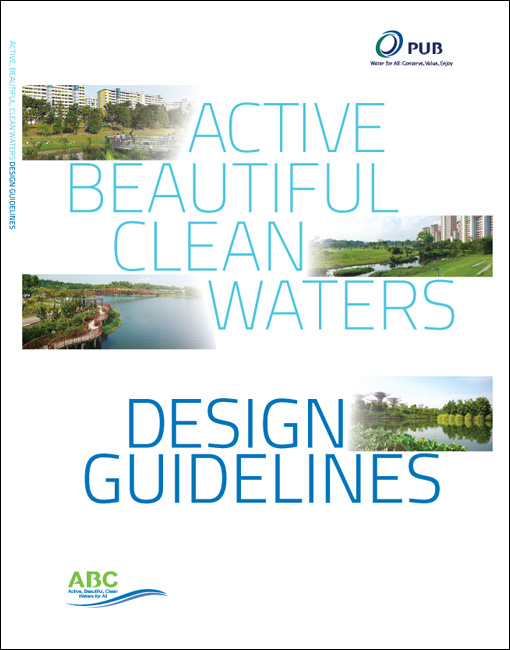 PUB
Water for All: Conserve, Value, Enjoy
ACTIVE BEAUTIFUL CLEAN WATERS DESIGN GUIDELINES
ACTIVE
BEAUTIFUL
CLEAN
WATERS
DESIGN
GUIDELINES
ABC
Active, Beautiful, Clean
Waters for All